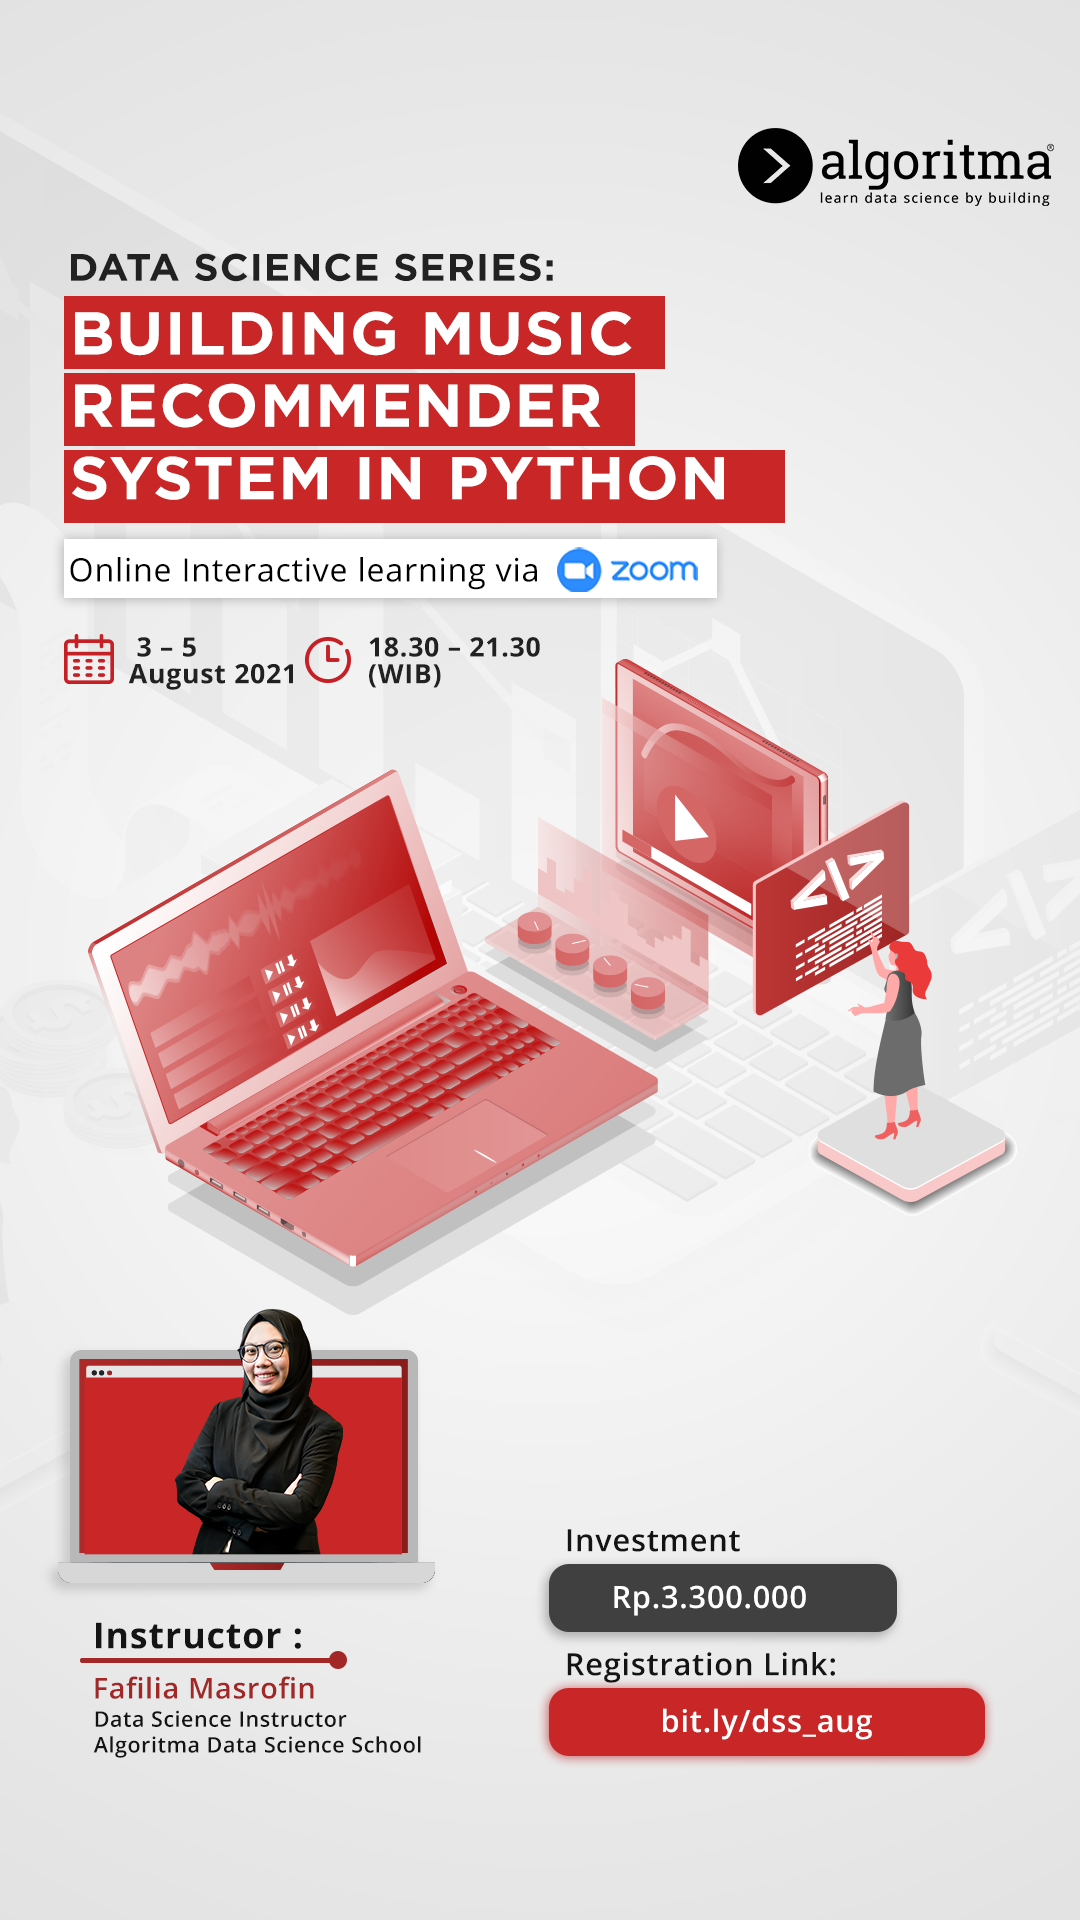 algoritma®
learn data science by building
DATA SCIENCE SERIES:
BUILDING MUSIC
RECOMMENDER
SYSTEM IN PYTHON
Online Interactive learning via zoom
3 – 5
August 2021
18.30 – 21.30
(WIB)
</>
Instructor :
Fafilia Masrofin
Data Science Instructor
Algoritma Data Science School
Investment
Rp.3.300.000
Registration Link:
bit.ly/dss_aug